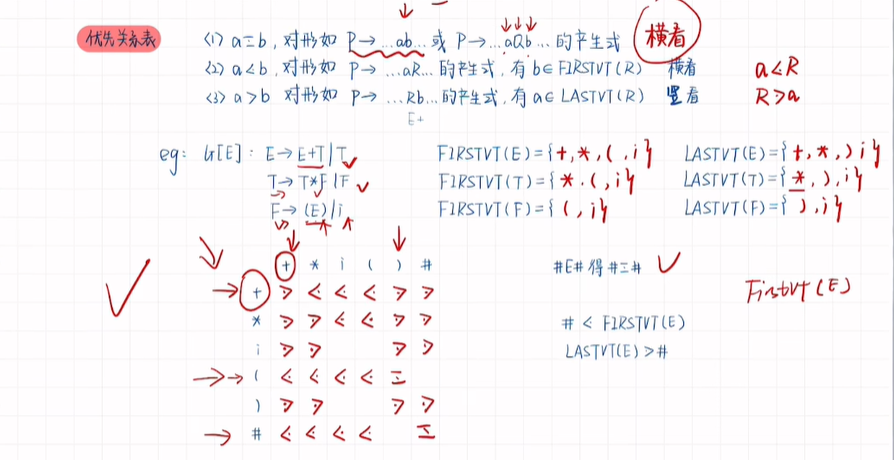 优先关系表
(1) a≡b, 对形如 P→...ab... 或 P→...aQb...的产生式 横看
(2) a⋖b, 对形如 P→...aR...的产生式, 有 b∈FIRSTVT(R) 横看 a⋖R
(3) a⋗b 对形如 P→...Rb...的产生式, 有 a∈LASTVT(R) 竖看 R⋗a
E+
eg: G[E]: E→E+T|T FIRSTVT(E)={+,*,(,i} LASTVT(E)={+,*,),i}
T→T*F|F FIRSTVT(T)={*,(,i} LASTVT(T)={*,),i}
F→(E)|i FIRSTVT(F)={(,i} LASTVT(F)={),i}
+ * i ( ) #
+ ⋗ ⋖ ⋖ ⋖ ⋗ ⋗
* ⋗ ⋗ ⋖ ⋖ ⋗ ⋗
i ⋗ ⋗ ⋗ ⋗
( ⋖ ⋖ ⋖ ⋖ ≡
) ⋗ ⋗ ⋗ ⋗
# ⋖ ⋖ ⋖ ⋖ ≡
#E# 得 #≡#
FirstVT(E)
# ⋖ FIRSTVT(E)
LASTVT(E) ⋗ #